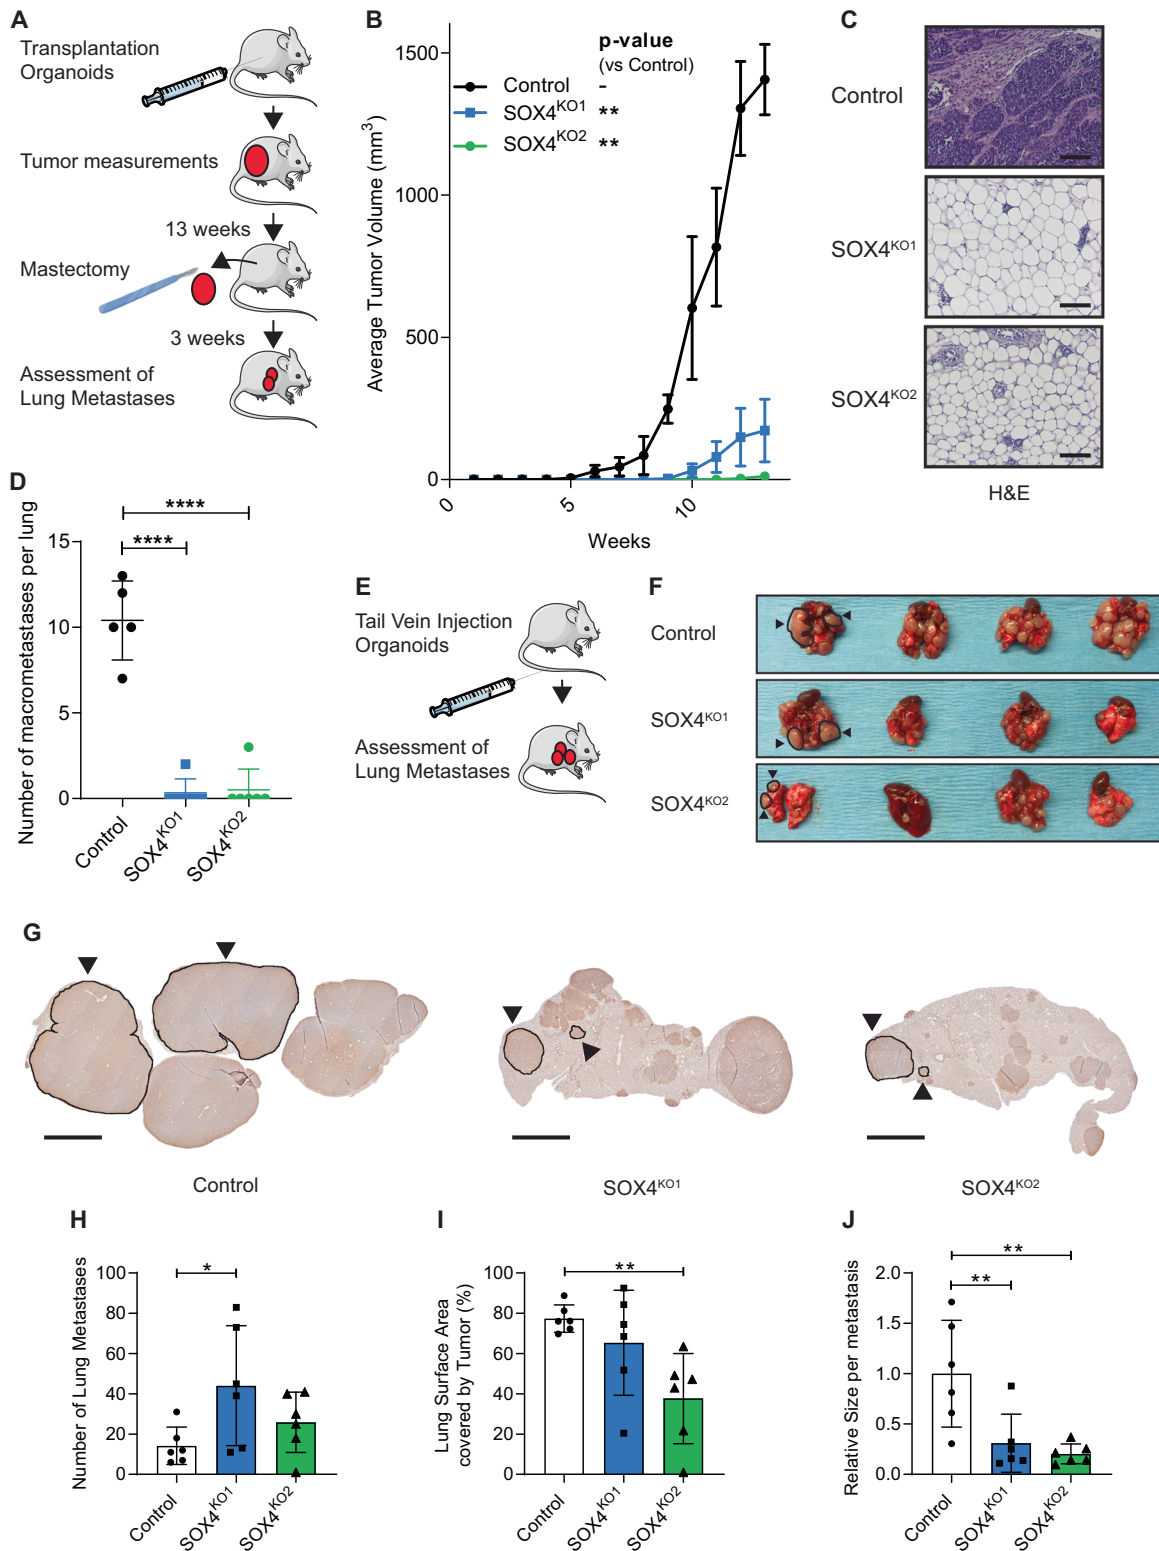 A
Transplantation
Organoids
Tumor measurements
13 weeks
Mastectomy
3 weeks
Assessment of
Lung Metastases
B
Average Tumor Volume (mm³)
1500
1000
500
0
0
5
10
Weeks
p-value
(vs Control)
Control –
SOX4ᴷᴼ¹ **
SOX4ᴷᴼ² **
C
Control
SOX4ᴷᴼ¹
SOX4ᴷᴼ²
H&E
D
Number of macrometastases per lung
15
10
5
0
****
****
Control
SOX4ᴷᴼ¹
SOX4ᴷᴼ²
E
Tail Vein Injection
Organoids
Assessment of
Lung Metastases
F
Control
SOX4ᴷᴼ¹
SOX4ᴷᴼ²
G
Control
SOX4ᴷᴼ¹
SOX4ᴷᴼ²
H
Number of Lung Metastases
100
80
60
40
20
0
*
Control
SOX4ᴷᴼ¹
SOX4ᴷᴼ²
I
Lung Surface Area
covered by Tumor (%)
100
80
60
40
20
0
**
Control
SOX4ᴷᴼ¹
SOX4ᴷᴼ²
J
Relative Size per metastasis
2.0
1.5
1.0
0.5
0.0
**
**
Control
SOX4ᴷᴼ¹
SOX4ᴷᴼ²